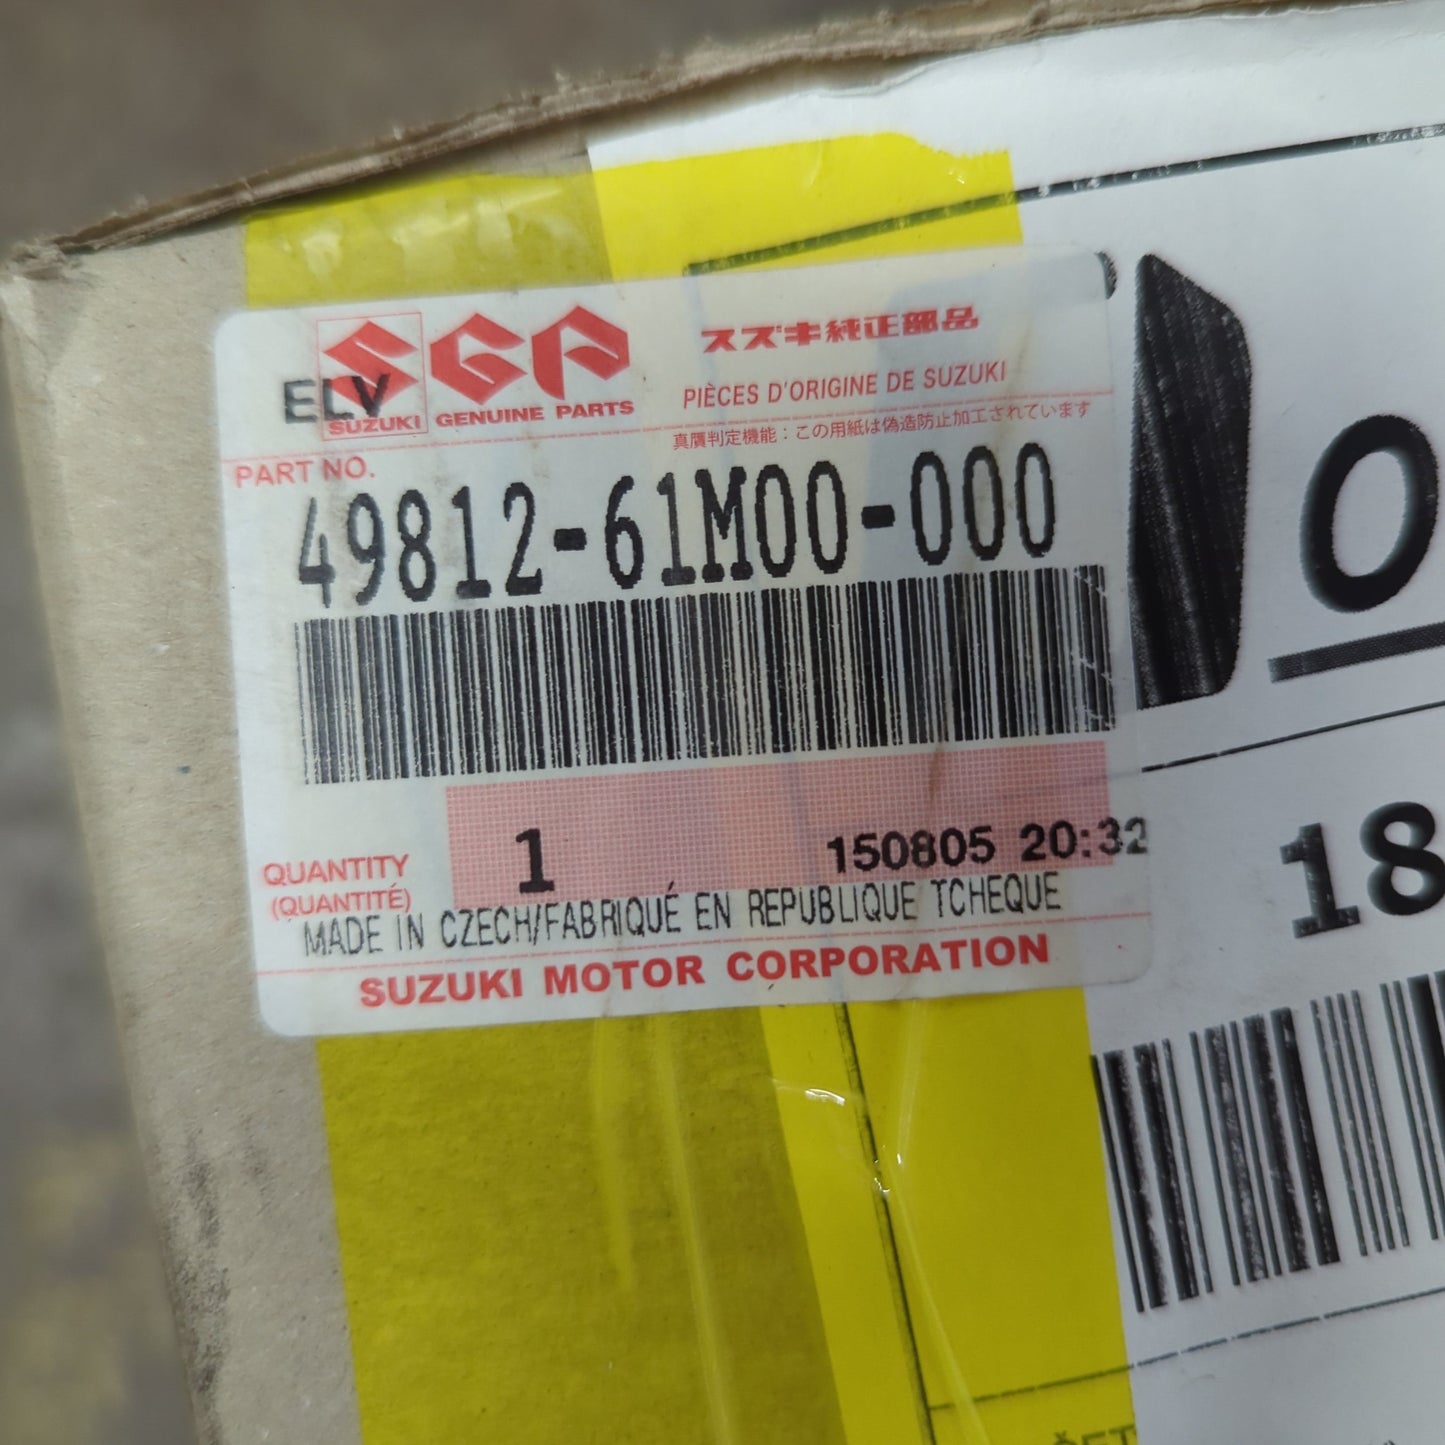 SGP
ELV
SUZUKI GENUINE PARTS
スズキ純正部品
PIÈCES D'ORIGINE DE SUZUKI
真贋判定機能：この用紙は偽造防止加工されています
PART NO.
49812-61M00-000
QUANTITY
(QUANTITÉ)
1
150805 20:32
MADE IN CZECH/FABRIQUÉ EN REPUBLIQUE TCHEQUE
SUZUKI MOTOR CORPORATION
0
18